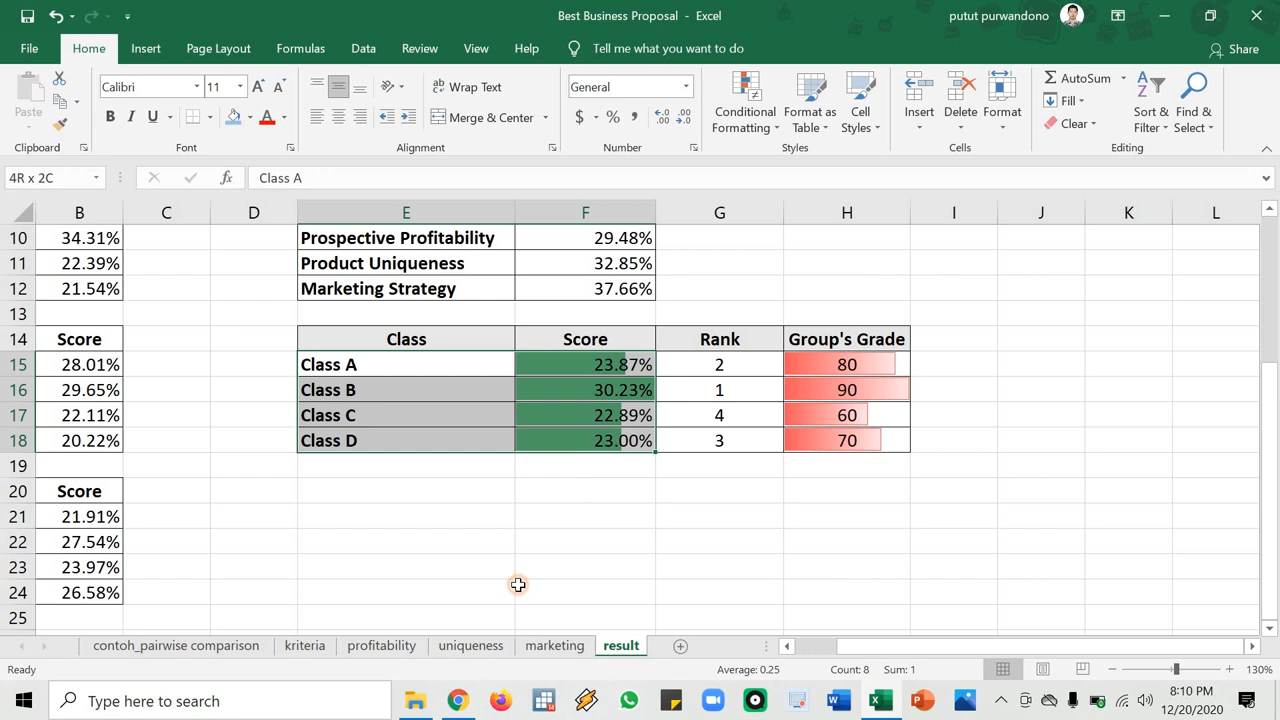 Best Business Proposal - Excel
putut purwandono
File Home Insert Page Layout Formulas Data Review View Help Tell me what you want to do Share
Paste
Clipboard
Calibri 11
B I U
Font
Wrap Text
Merge & Center
Alignment
General
$ % ,
Number
Conditional Formatting
Format as Table
Cell Styles
Styles
Insert
Delete
Format
Cells
AutoSum
Fill
Clear
Sort & Filter
Find & Select
Editing
4R x 2C fx Class A
B C D E F G H I J K L
10 34.31% Prospective Profitability 29.48%
11 22.39% Product Uniqueness 32.85%
12 21.54% Marketing Strategy 37.66%
13
14 Score Class Score Rank Group's Grade
15 28.01% Class A 23.87% 2 80
16 29.65% Class B 30.23% 1 90
17 22.11% Class C 22.89% 4 60
18 20.22% Class D 23.00% 3 70
19
20 Score
21 21.91%
22 27.54%
23 23.97%
24 26.58%
25
contoh_pairwise comparison kriteria profitability uniqueness marketing result
Ready Average: 0.25 Count: 8 Sum: 1 130%
Type here to search
8:10 PM
12/20/2020